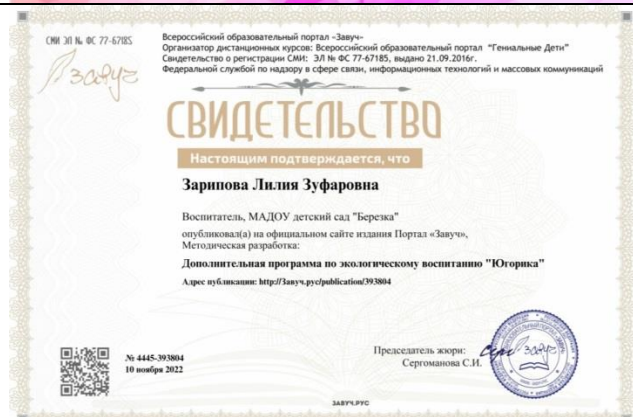 СМИ ЭЛ № ФС 77-67185
Завуч
Всероссийский образовательный портал «Завуч»
Организатор дистанционных курсов: Всероссийский образовательный портал "Гениальные Дети"
Свидетельство о регистрации СМИ: ЭЛ № ФС 77-67185, выдано 21.09.2016г.
Федеральной службой по надзору в сфере связи, информационных технологий и массовых коммуникаций
СВИДЕТЕЛЬСТВО
Настоящим подтверждается, что
Зарипова Лилия Зуфаровна
Воспитатель, МАДОУ детский сад "Березка"
опубликовал(а) на официальном сайте издания Портал «Завуч»,
Методическая разработка:
Дополнительная программа по экологическому воспитанию "Югорика"
Адрес публикации: http://Завуч.рус/publication/393804
№ 4445-393804
10 ноября 2022
Председатель жюри:
Сергоманова С.И.
ЗАВУЧ.РУС